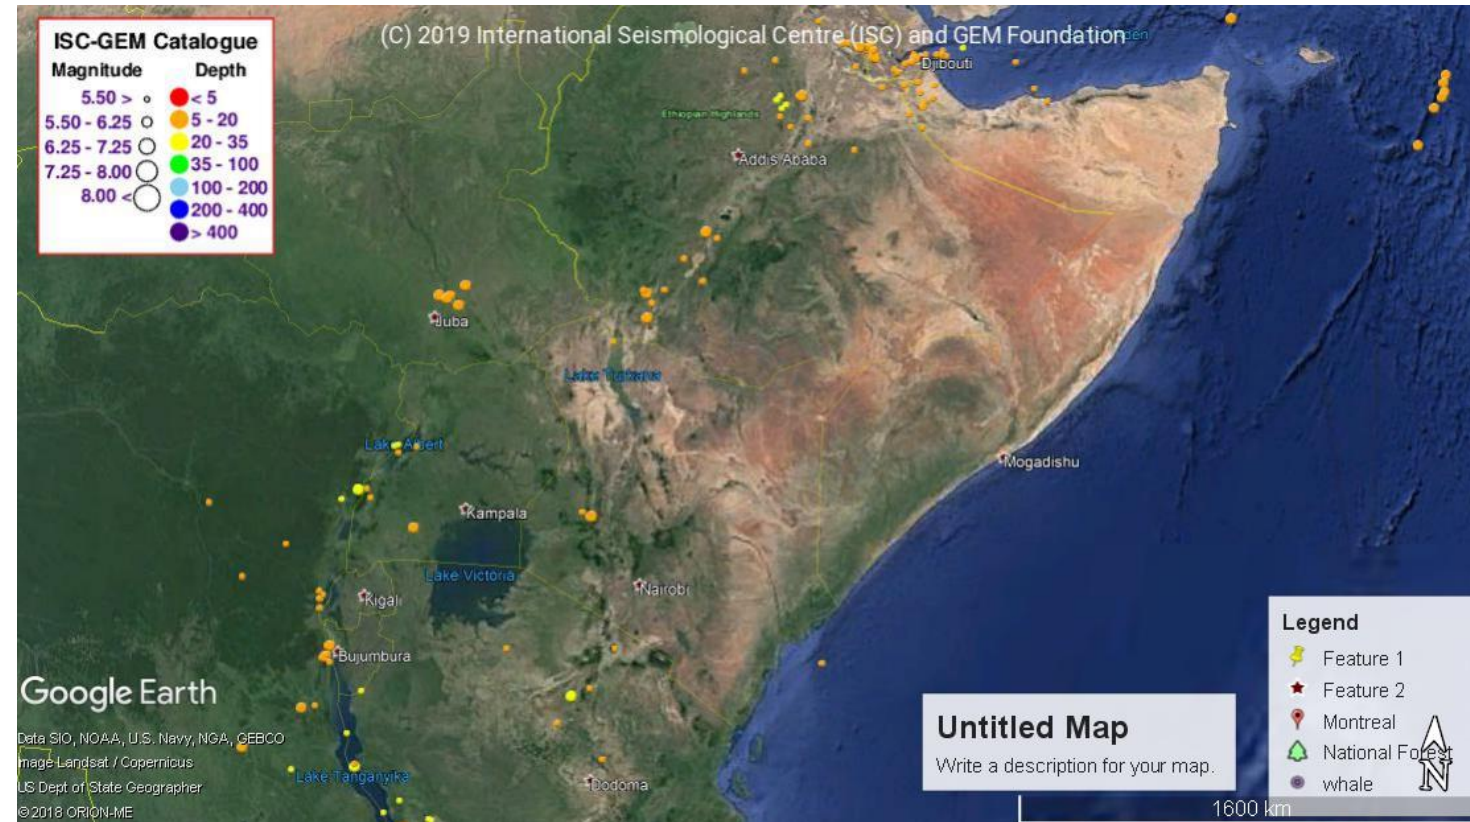 (C) 2019 International Seismological Centre (ISC) and GEM Foundation
ISC-GEM Catalogue
Magnitude Depth
5.50 > < 5
5.50 - 6.25 5 - 20
6.25 - 7.25 20 - 35
7.25 - 8.00 35 - 100
8.00 < 100 - 200
200 - 400
> 400
Djibouti
Ethiopian Highlands
Addis Ababa
Juba
Lake Turkana
Lake Albert
Mogadishu
Kampala
Lake Victoria
Nairobi
Kigali
Bujumbura
Google Earth
Data SIO, NOAA, U.S. Navy, NGA, GEBCO
Image Landsat / Copernicus
US Dept of State Geographer
©2018 ORION-ME
Lake Tanganyika
Dodoma
Untitled Map
Write a description for your map.
Legend
Feature 1
Feature 2
Montreal
National Forest
whale
N
1600 km